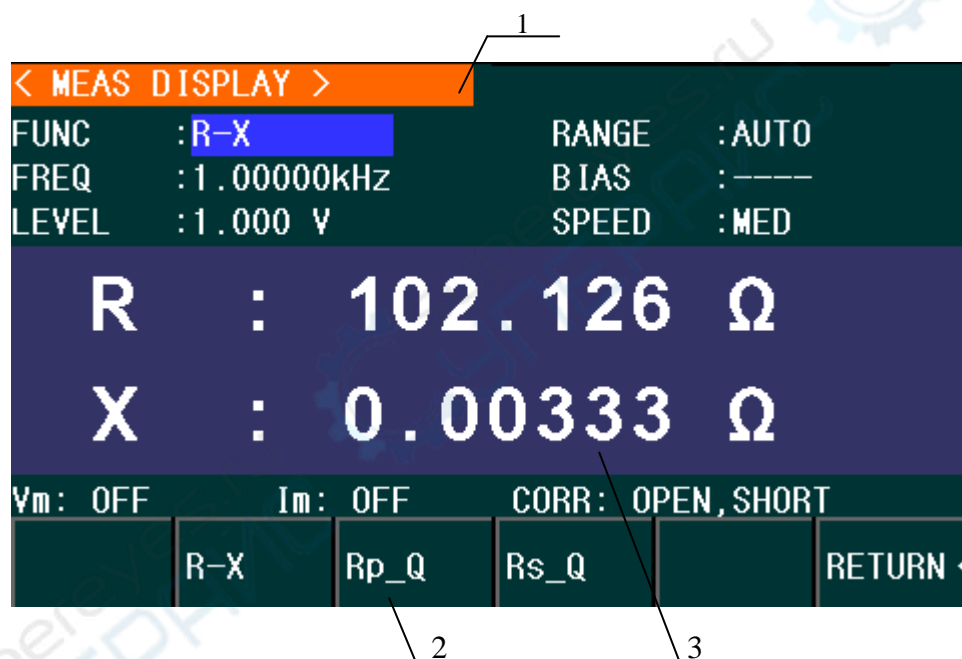 1
< MEAS DISPLAY >
FUNC :R-X RANGE :AUTO
FREQ :1.00000kHz BIAS :----
LEVEL :1.000 V SPEED :MED
R : 102.126 Ω
X : 0.00333 Ω
Vm: OFF Im: OFF CORR: OPEN,SHORT
R-X Rp_Q Rs_Q RETURN
2 3